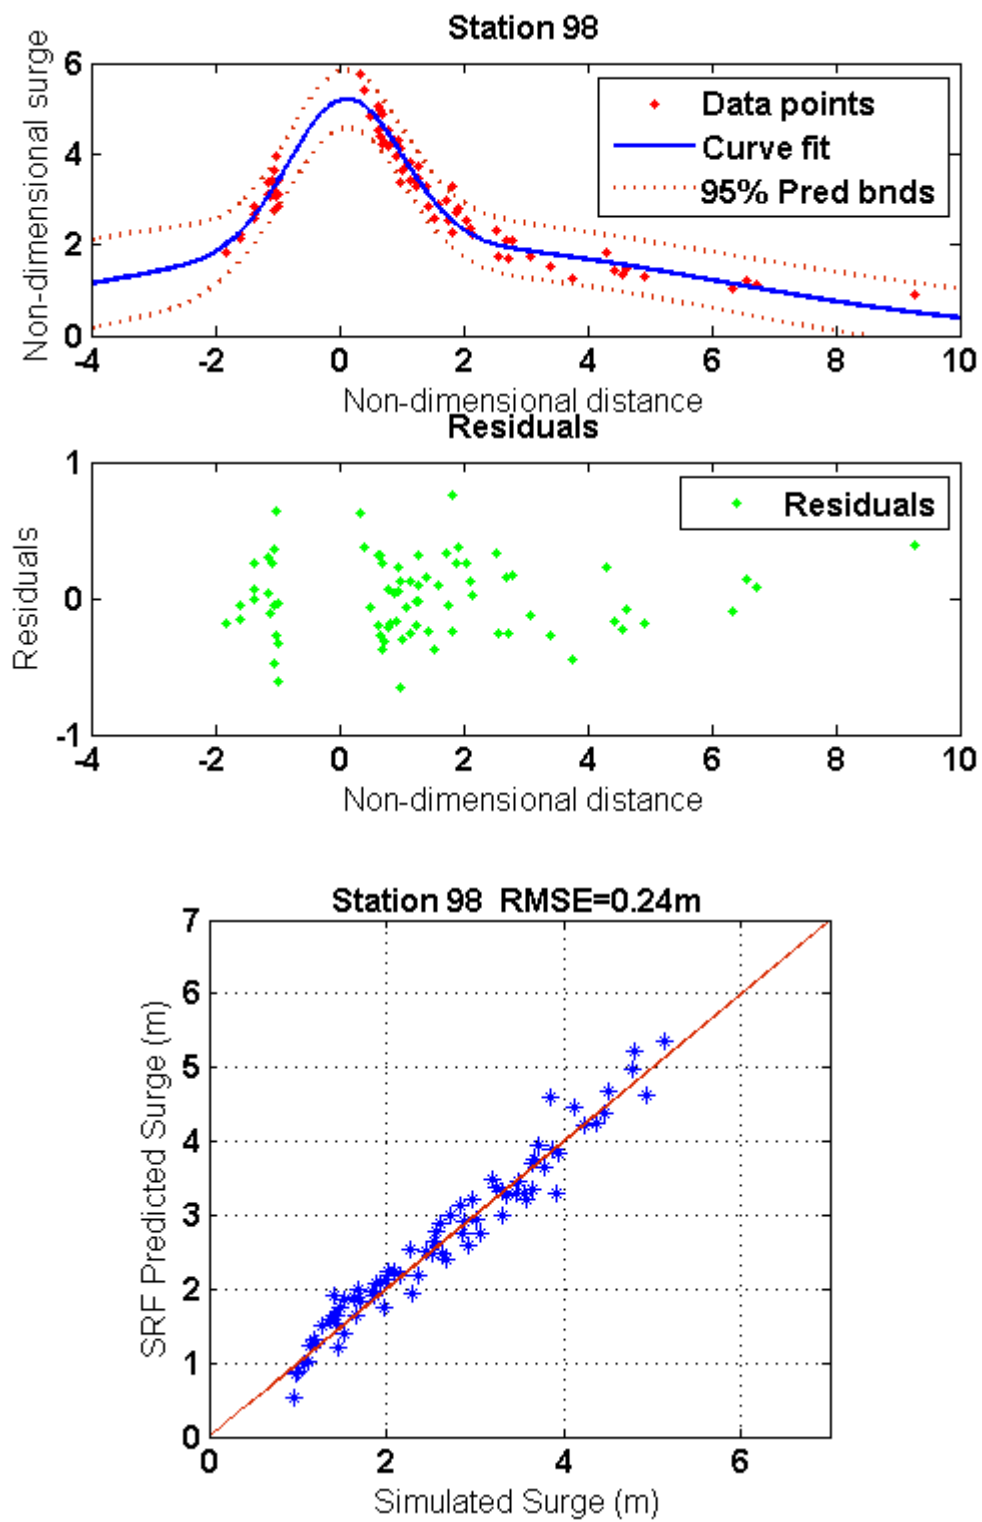 Station 98
Non-dimensional surge
6
4
2
0
Data points
Curve fit
95% Pred bnds
-4 -2 0 2 4 6 8 10
Non-dimensional distance
Residuals
Residuals
1
0
-1
Residuals
-4 -2 0 2 4 6 8 10
Non-dimensional distance
Station 98 RMSE=0.24m
SRF Predicted Surge (m)
7
6
5
4
3
2
1
0
0 2 4 6
Simulated Surge (m)